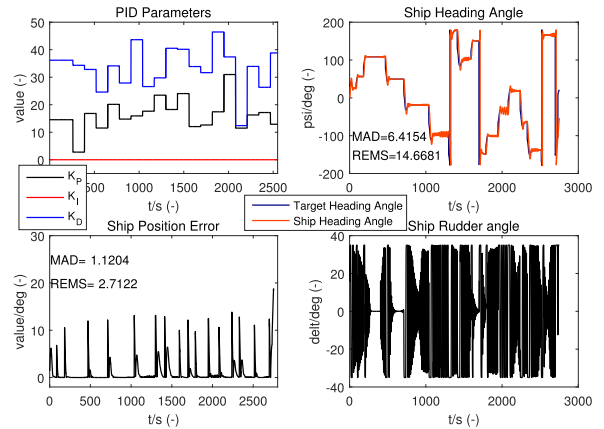 PID Parameters
50
40
30
20
10
0
value (-)
500
1000
1500
2000
2500
t/s (-)
K_P
K_I
K_D
Ship Heading Angle
200
100
0
-100
-200
psi/deg (-)
MAD=6.4154
REMS=14.6681
0
1000
2000
3000
t/s (-)
Target Heading Angle
Ship Heading Angle
Ship Position Error
30
20
10
0
value/deg (-)
MAD= 1.1204
REMS= 2.7122
0
500
1000
1500
2000
2500
t/s (-)
Ship Rudder angle
40
20
0
-20
-40
delt/deg (-)
0
1000
2000
3000
t/s (-)